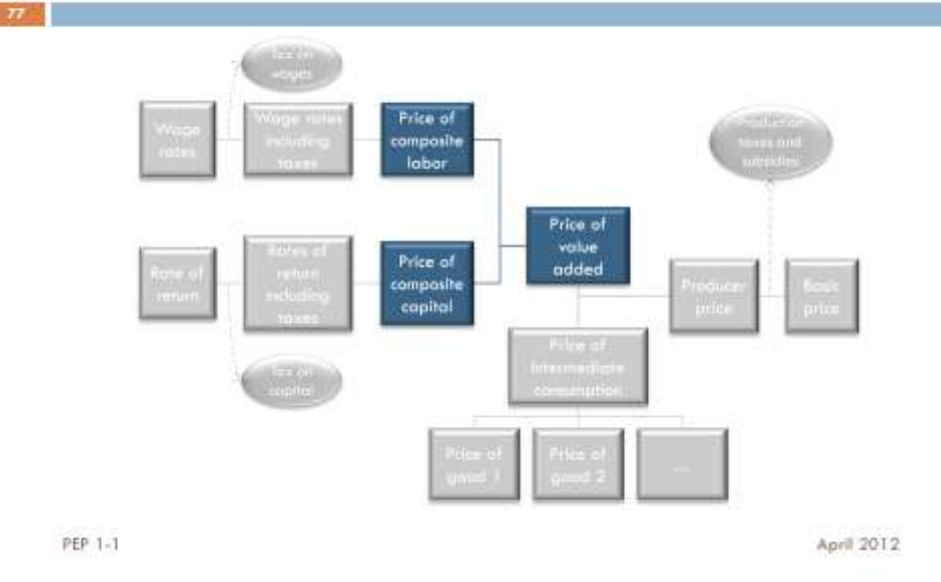 77
Tax on
wages
Wage
rates
Wage rates
including
taxes
Price of
composite
labor
Production
taxes and
subsidies
Price of
value
added
Rate of
return
Rates of
return
including
taxes
Price of
composite
capital
Producer
price
Basic
price
Tax on
capital
Price of
intermediate
consumption
Price of
good 1
Price of
good 2
...
PEP 1-1
April 2012